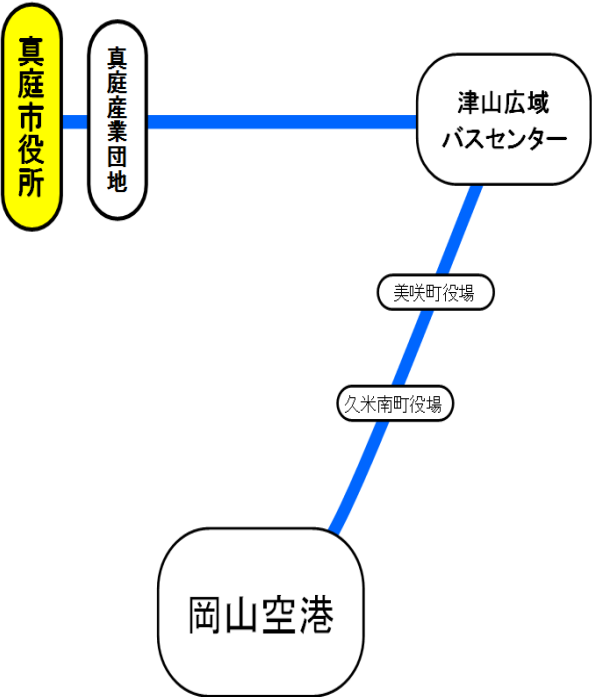 真庭市役所
真庭産業団地
津山広域
バスセンター
美咲町役場
久米南町役場
岡山空港